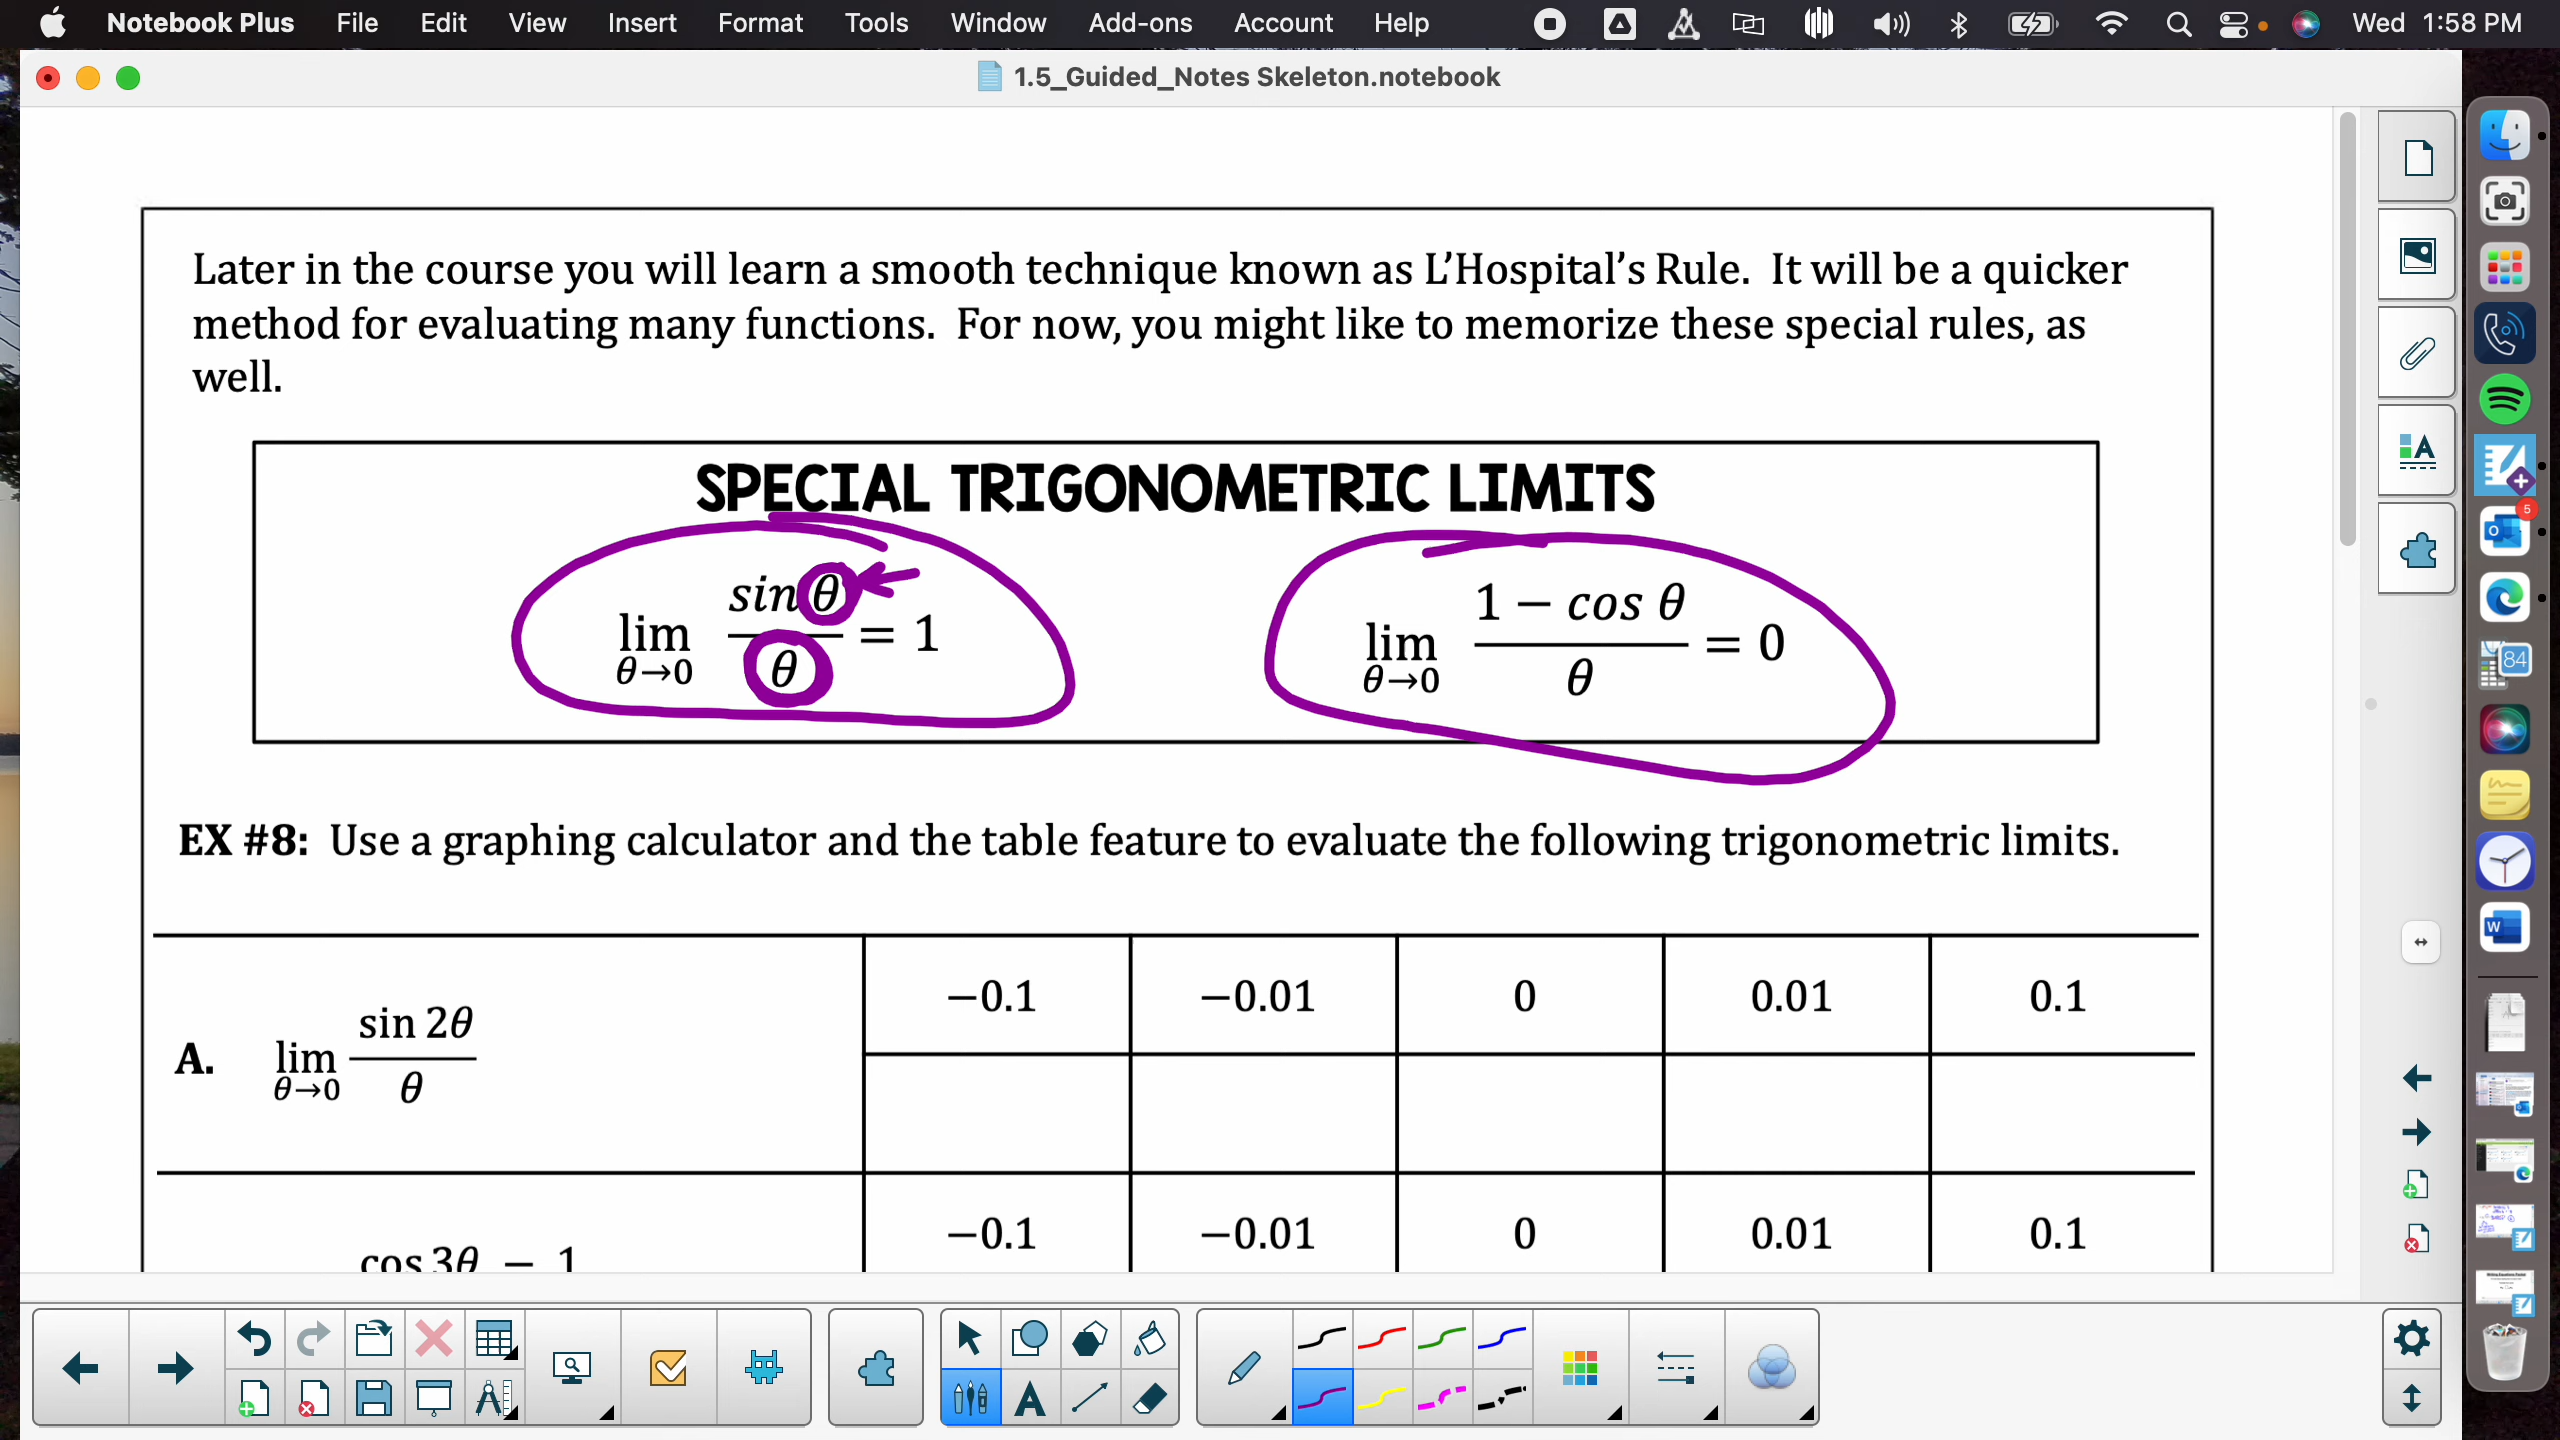 Notebook Plus File Edit View Insert Format Tools Window Add-ons Account Help Wed 1:58 PM
1.5_Guided_Notes Skeleton.notebook
Later in the course you will learn a smooth technique known as L’Hospital’s Rule. It will be a quicker
method for evaluating many functions. For now, you might like to memorize these special rules, as
well.
SPECIAL TRIGONOMETRIC LIMITS
lim θ→0 sin θ / θ = 1
lim θ→0 1 − cos θ / θ = 0
EX #8: Use a graphing calculator and the table feature to evaluate the following trigonometric limits.
A. lim θ→0 sin 2θ / θ
−0.1 −0.01 0 0.01 0.1
cos 3θ − 1
−0.1 −0.01 0 0.01 0.1
A
5
84
W
A